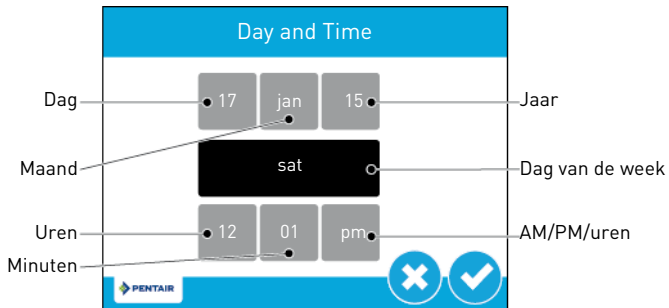 Day and Time
Dag
17
jan
15
Jaar
Maand
sat
Dag van de week
Uren
12
01
pm
AM/PM/uren
Minuten
PENTAIR